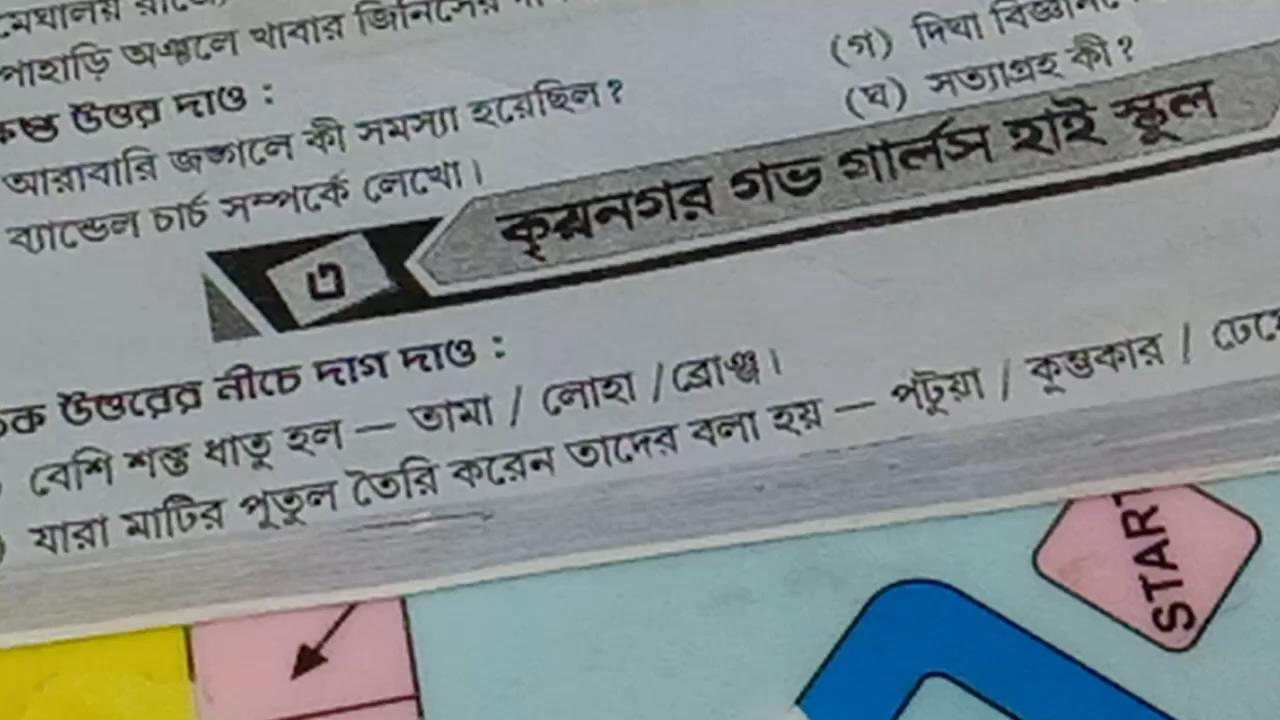 মেঘালয় রাজ্যে
পাহাড়ি অঞ্চলে খাবার জিনিসের
(গ) দিঘা
উত্তর দাও :
(ঘ) সত্যাগ্রহ কী?
আরাবারি জঙ্গলে কী সমস্যা হয়েছিল?
ব্যান্ডেল চার্চ সম্পর্কে লেখো।
৩ কৃষ্ণনগর গভ গার্লস হাই স্কুল
উত্তরের নীচে দাগ দাও :
বেশি শক্ত ধাতু হল — তামা / লোহা / ব্রোঞ্জ।
যারা মাটির পুতুল তৈরি করেন তাদের বলা হয় — পটুয়া / কুম্ভকার /
START